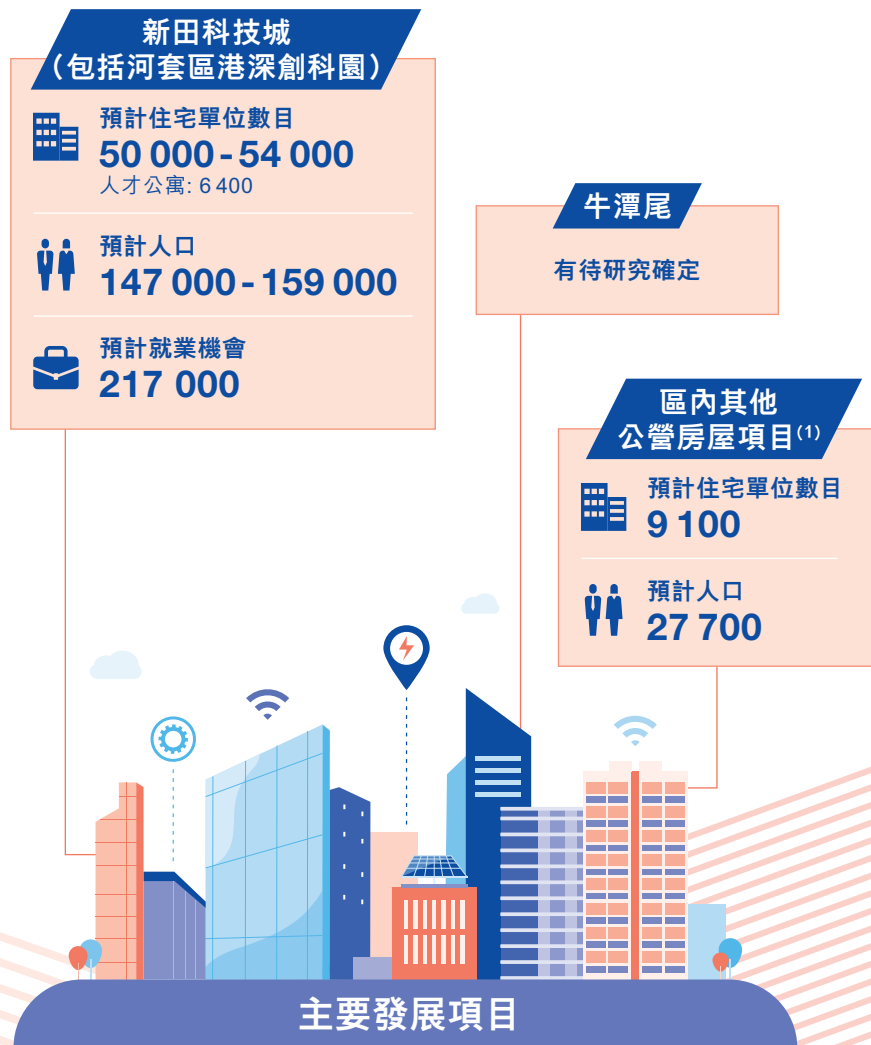 新田科技城
（包括河套區港深創科園）
預計住宅單位數目
50 000 - 54 000
人才公寓: 6 400
預計人口
147 000 - 159 000
預計就業機會
217 000
牛潭尾
有待研究確定
區內其他
公營房屋項目(1)
預計住宅單位數目
9 100
預計人口
27 700
主要發展項目